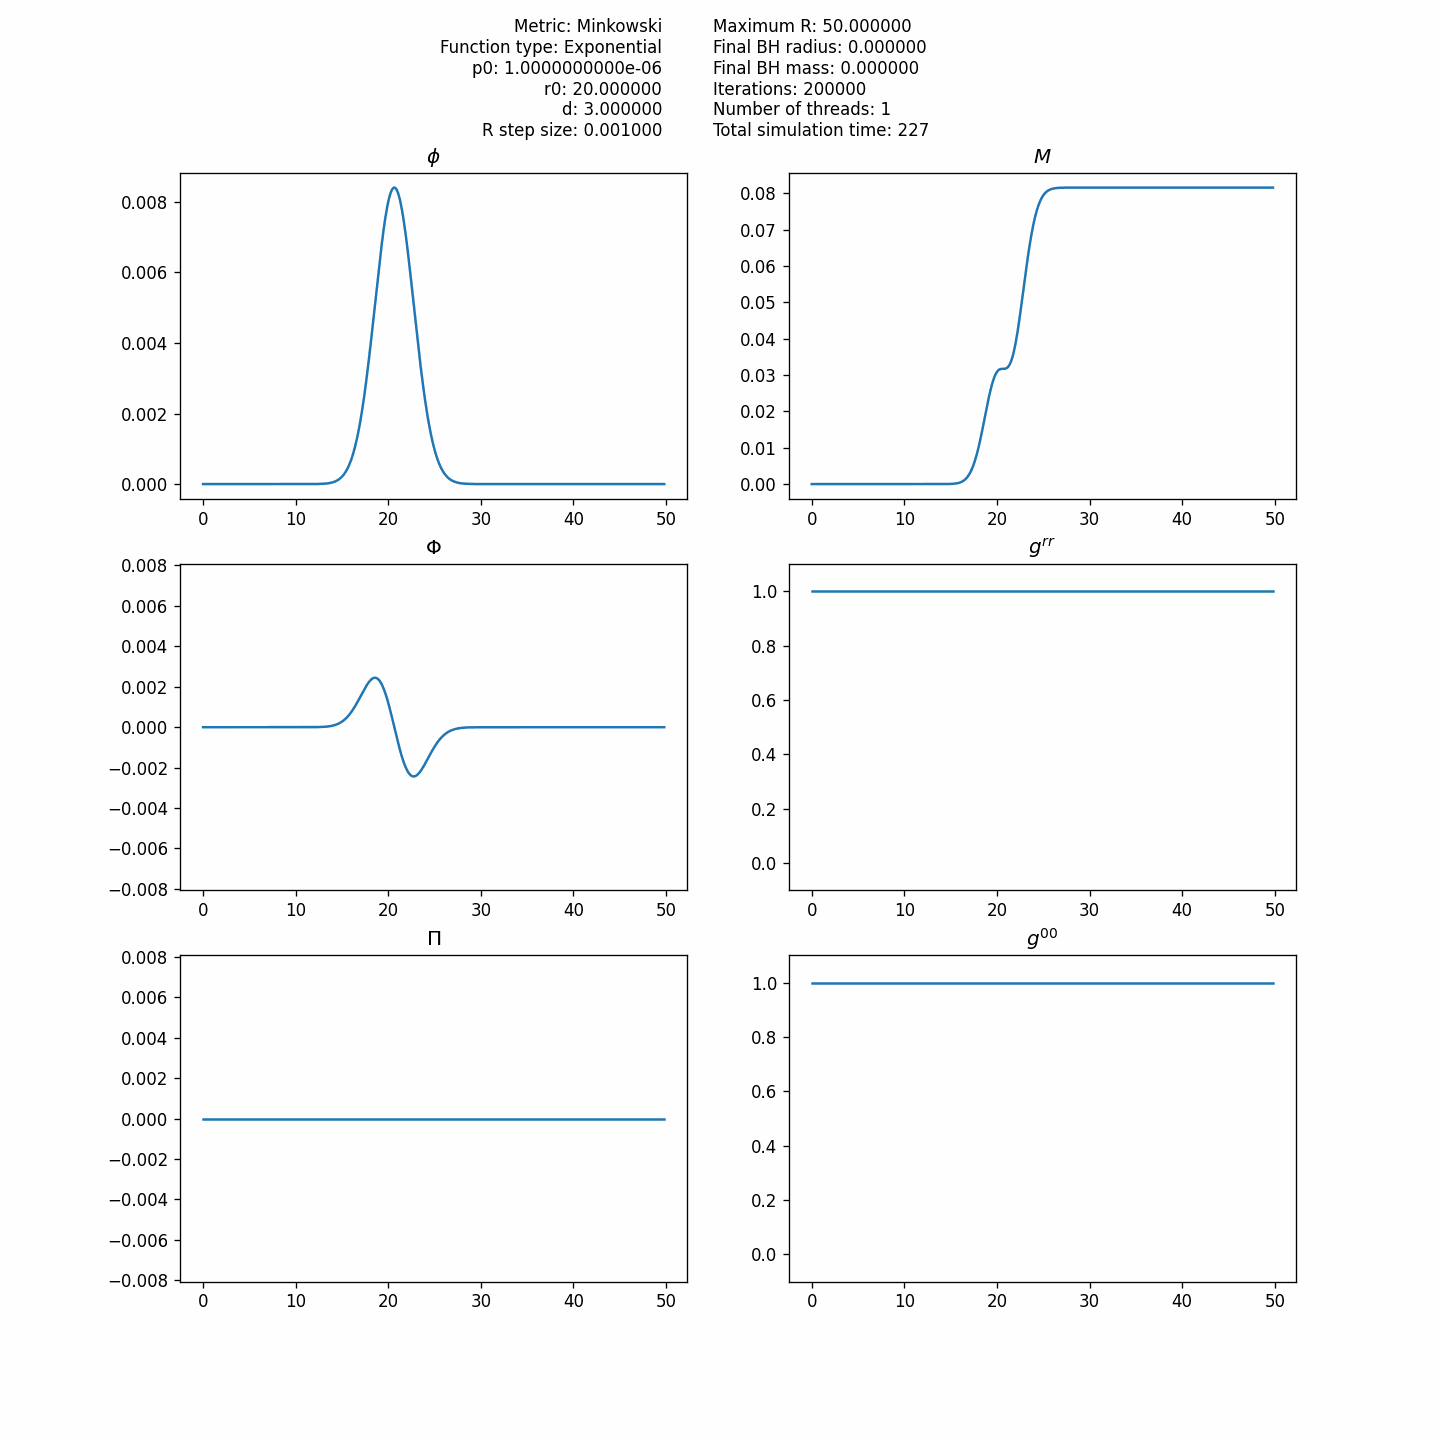 Metric: Minkowski
Function type: Exponential
p0: 1.0000000000e-06
r0: 20.000000
d: 3.000000
R step size: 0.001000
Maximum R: 50.000000
Final BH radius: 0.000000
Final BH mass: 0.000000
Iterations: 200000
Number of threads: 1
Total simulation time: 227
ϕ
0.008
0.006
0.004
0.002
0.000
0 10 20 30 40 50
M
0.08
0.07
0.06
0.05
0.04
0.03
0.02
0.01
0.00
0 10 20 30 40 50
Φ
0.008
0.006
0.004
0.002
0.000
−0.002
−0.004
−0.006
−0.008
0 10 20 30 40 50
g^{rr}
1.0
0.8
0.6
0.4
0.2
0.0
0 10 20 30 40 50
Π
0.008
0.006
0.004
0.002
0.000
−0.002
−0.004
−0.006
−0.008
0 10 20 30 40 50
g^{00}
1.0
0.8
0.6
0.4
0.2
0.0
0 10 20 30 40 50